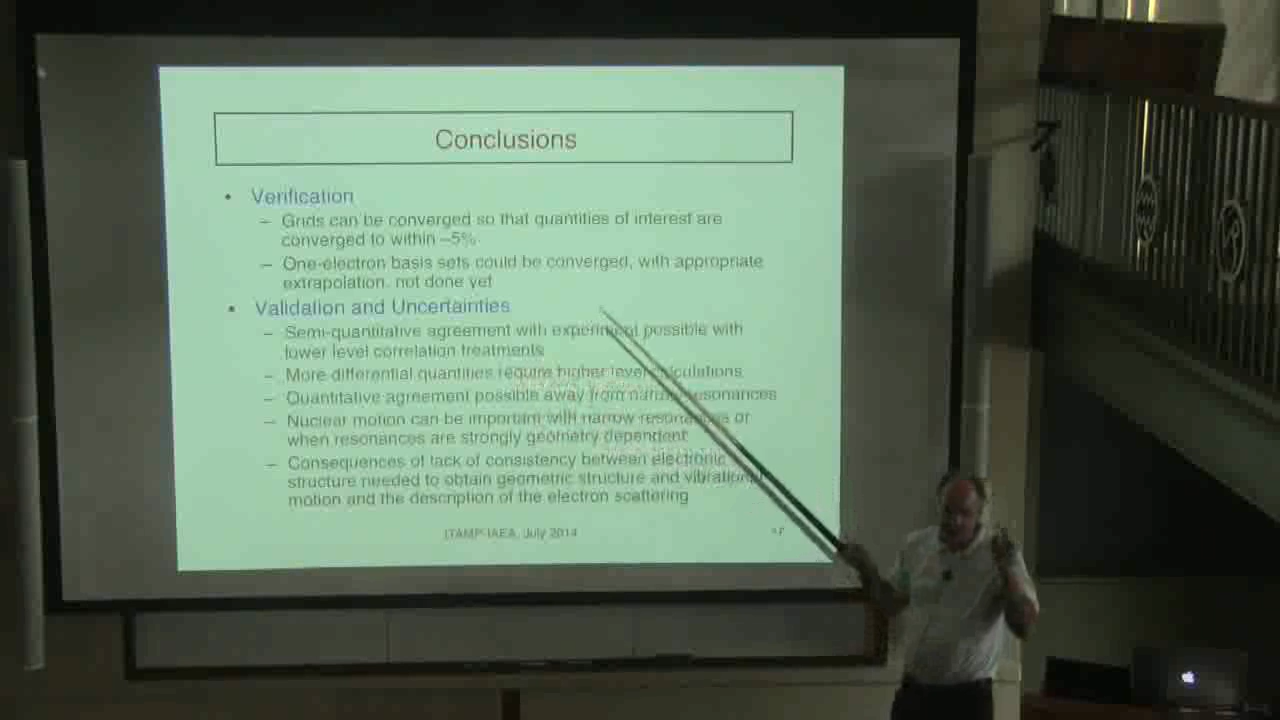 Conclusions
• Verification
– Grids can be converged so that quantities of interest are
converged to within ~5%
– One-electron basis sets could be converged, with appropriate
extrapolation, not done yet
• Validation and Uncertainties
– Semi-quantitative agreement with experiment possible with
lower level correlation treatments
– More differential quantities require higher level calculations
– Quantitative agreement possible away from narrow resonances
– Nuclear motion can be important with narrow resonances or
when resonances are strongly geometry dependent
– Consequences of lack of consistency between electronic
structure needed to obtain geometric structure and vibrational
motion and the description of the electron scattering
ITAMP-IAEA, July 2014